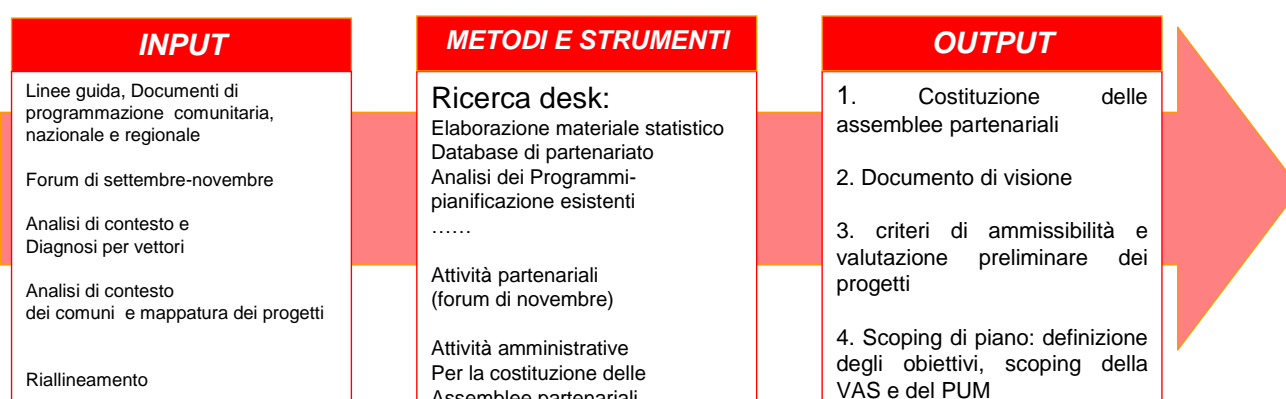 INPUT
Linee guida, Documenti di
programmazione comunitaria,
nazionale e regionale
Forum di settembre-novembre
Analisi di contesto e
Diagnosi per vettori
Analisi di contesto
dei comuni e mappatura dei progetti
Riallineamento
METODI E STRUMENTI
Ricerca desk:
Elaborazione materiale statistico
Database di partenariato
Analisi dei Programmi-
pianificazione esistenti
……
Attività partenariali
(forum di novembre)
Attività amministrative
Per la costituzione delle
Assemblee partenariali
OUTPUT
1. Costituzione delle
assemblee partenariali
2. Documento di visione
3. criteri di ammissibilità e
valutazione preliminare dei
progetti
4. Scoping di piano: definizione
degli obiettivi, scoping della
VAS e del PUM